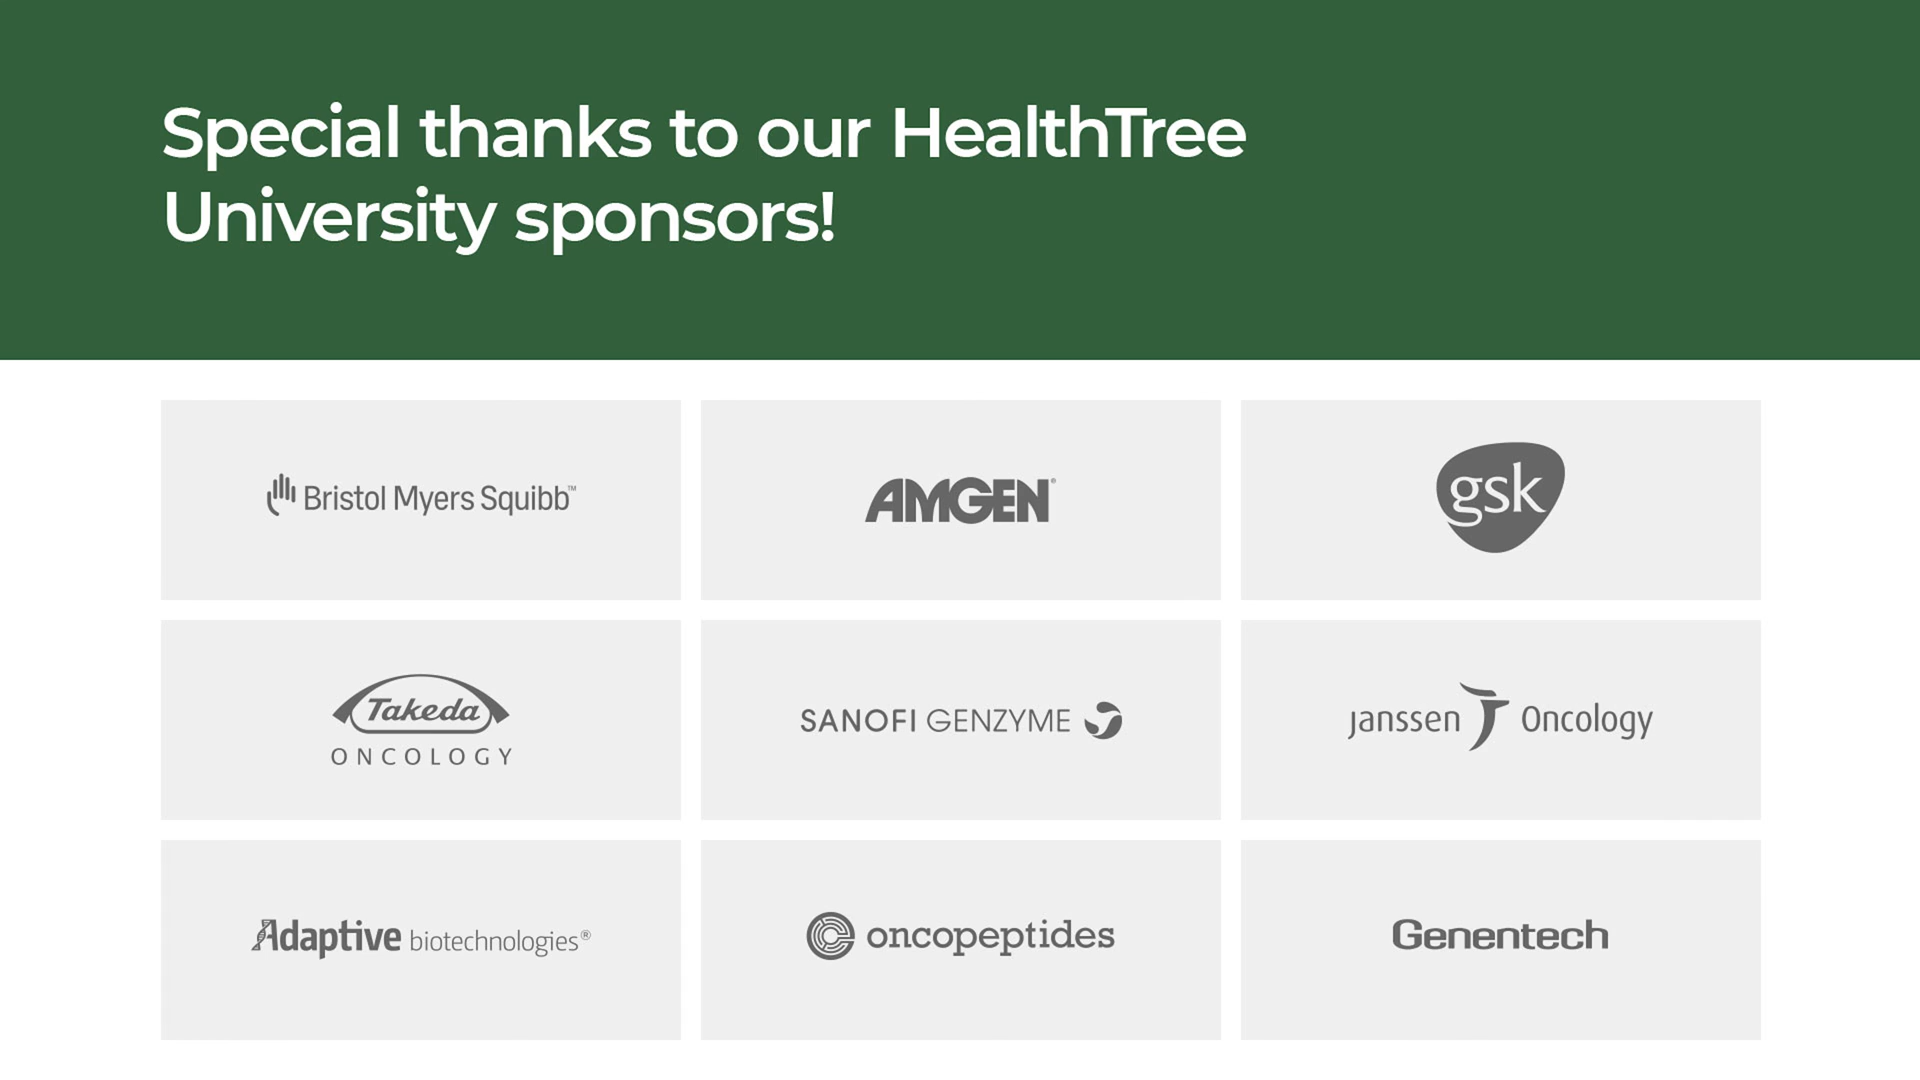 Special thanks to our HealthTree
University sponsors!
Bristol Myers Squibb™
AMGEN®
gsk
Takeda
ONCOLOGY
SANOFI GENZYME
janssen Oncology
Adaptive biotechnologies®
oncopeptides
Genentech